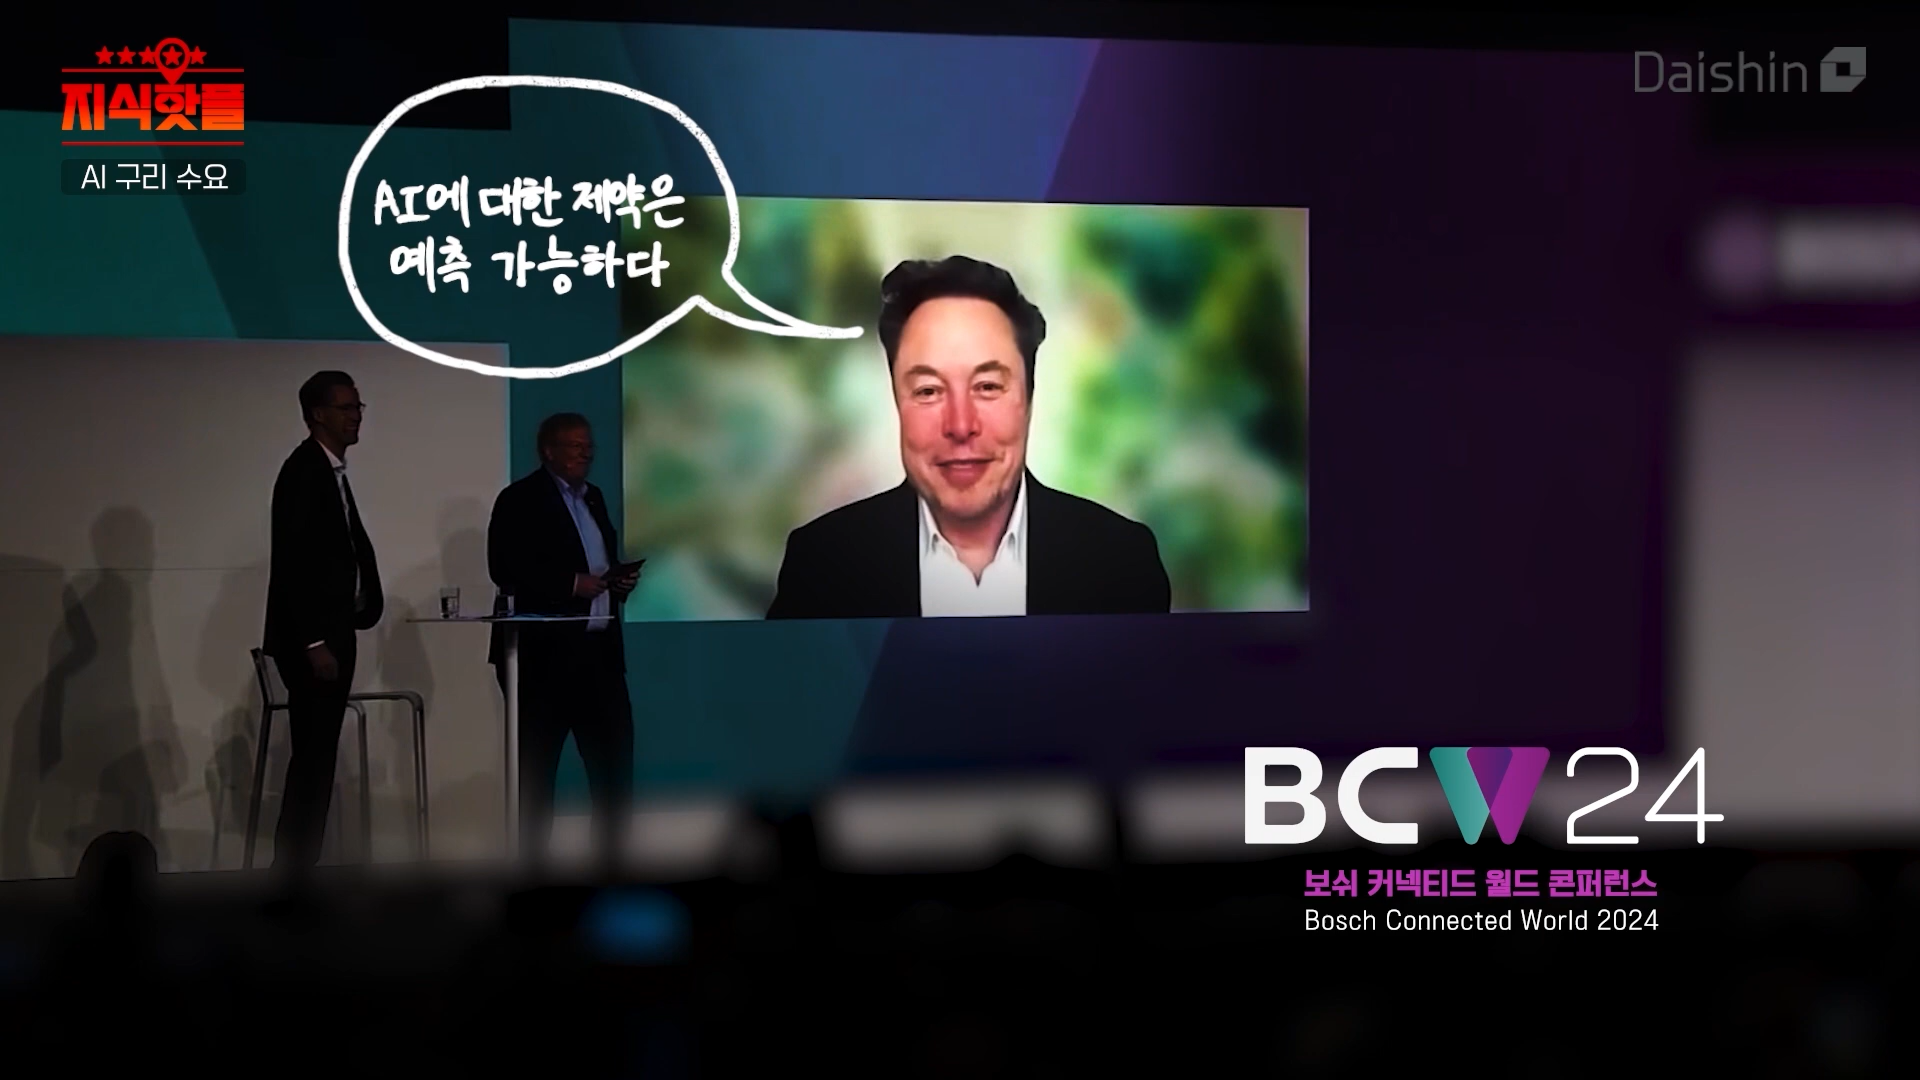 지식핫플
AI 구리 수요
Daishin
AI에 대한 제약은
예측 가능하다
BCW24
보쉬 커넥티드 월드 콘퍼런스
Bosch Connected World 2024